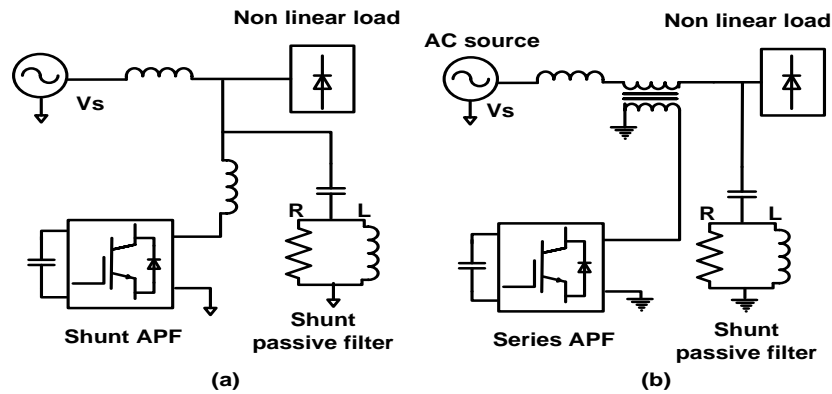 Non linear load
Vs
R
L
Shunt APF
Shunt
passive filter
(a)
Non linear load
AC source
Vs
R
L
Series APF
Shunt
passive filter
(b)